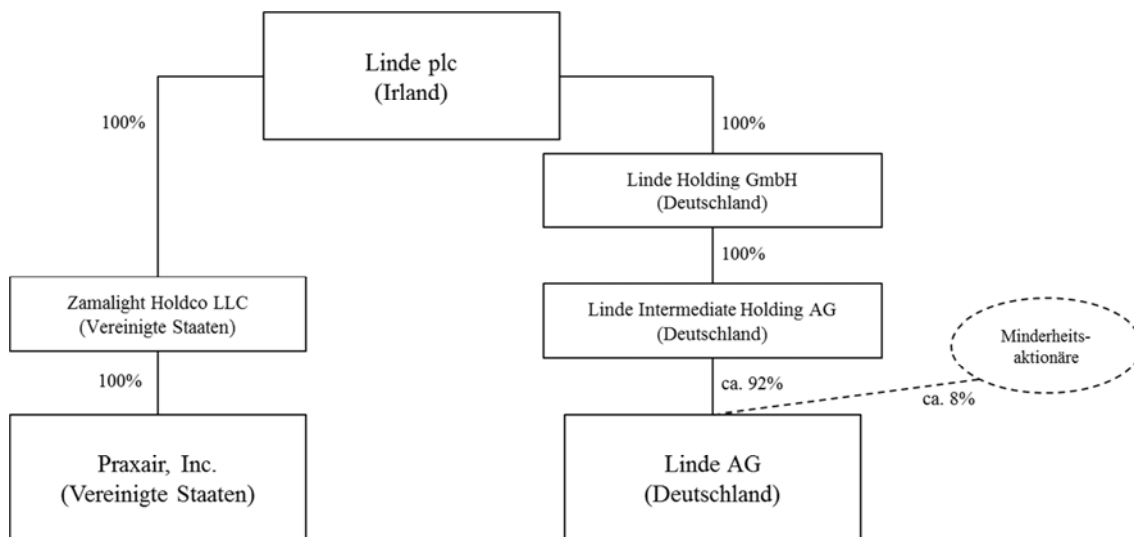 Linde plc
(Irland)
100%
100%
Linde Holding GmbH
(Deutschland)
100%
Zamalight Holdco LLC
(Vereinigte Staaten)
Linde Intermediate Holding AG
(Deutschland)
Minderheits-
aktionäre
100%
ca. 92%
ca. 8%
Praxair, Inc.
(Vereinigte Staaten)
Linde AG
(Deutschland)